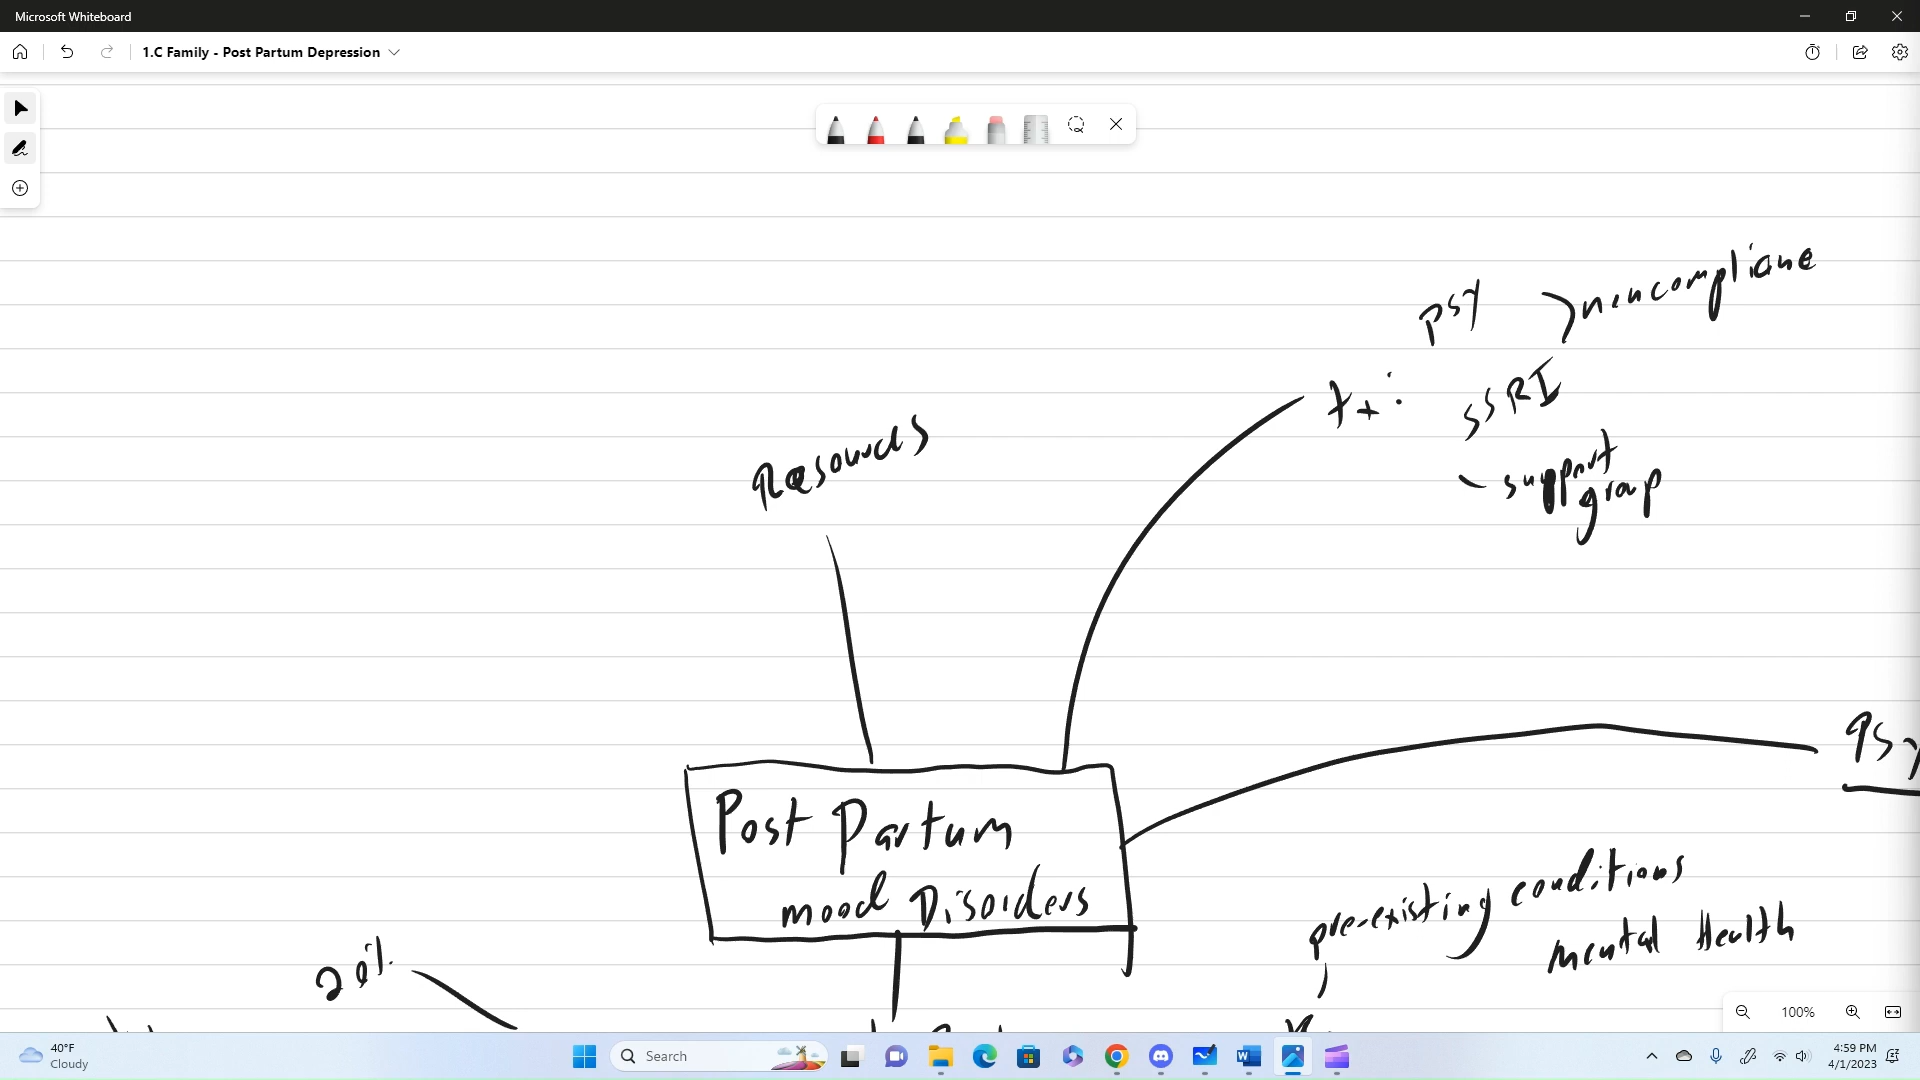 Microsoft Whiteboard
1.C Family - Post Partum Depression
psy
noncompliane
tx:
SSRI
- support
group
Resources
Psy
Post Partum
mood Disorders
pre-existing conditions
mental Health
20%
100%
40°F
Cloudy
Search
4:59 PM
4/1/2023